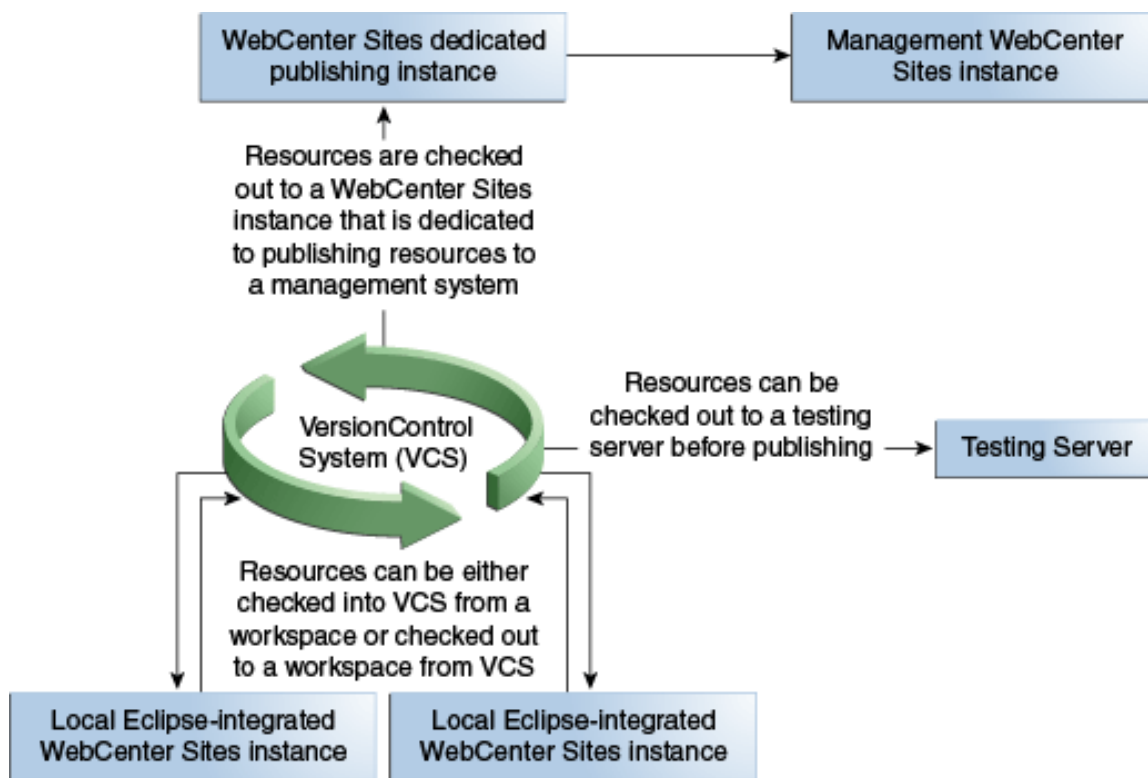 WebCenter Sites dedicated
publishing instance
Management WebCenter
Sites instance
Resources are checked
out to a WebCenter Sites
instance that is dedicated
to publishing resources to
a management system
Resources can be
checked out to a testing
server before publishing
Testing Server
VersionControl
System (VCS)
Resources can be either
checked into VCS from a
workspace or checked out
to a workspace from VCS
Local Eclipse-integrated
WebCenter Sites instance
Local Eclipse-integrated
WebCenter Sites instance